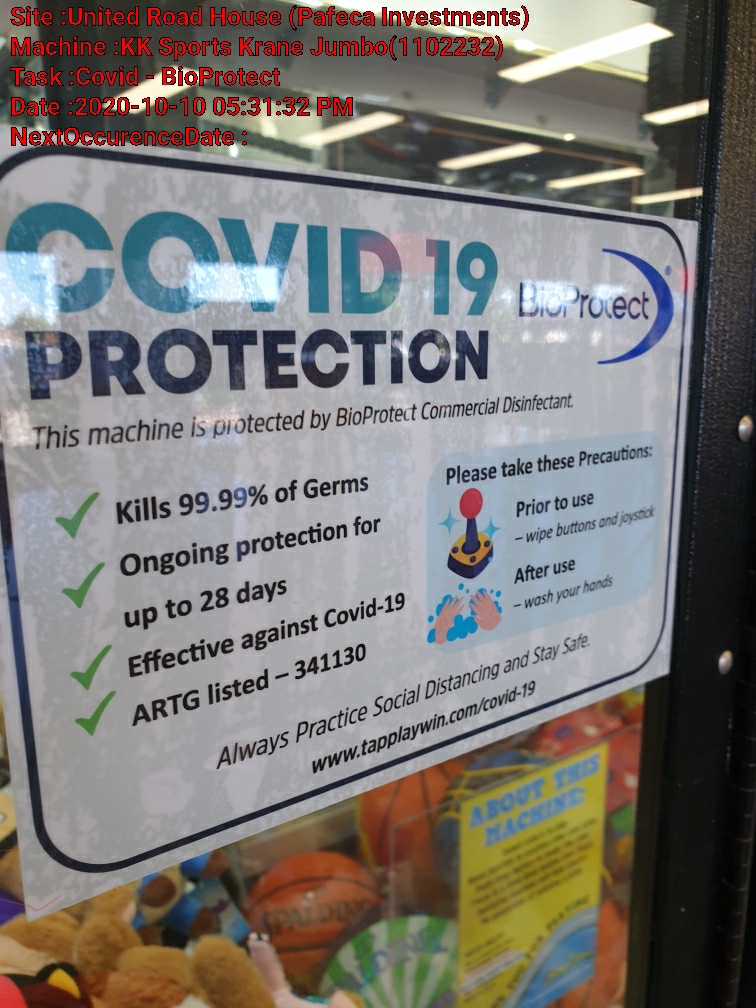 Site :United Road House (Pafeca Investments)
Machine :KK Sports Krane Jumbo(1102232)
Task :Covid - BioProtect
Date :2020-10-10 05:31:32 PM
NextOccurenceDate :
COVID 19
PROTECTION
BioProtect®
This machine is protected by BioProtect Commercial Disinfectant.
Kills 99.99% of Germs
Ongoing protection for
up to 28 days
Effective against Covid-19
ARTG listed – 341130
Please take these Precautions:
Prior to use
– wipe buttons and joystick
After use
– wash your hands
Always Practice Social Distancing and Stay Safe.
www.tapplaywin.com/covid-19
ABOUT THIS
MACHINE:
SPALDING